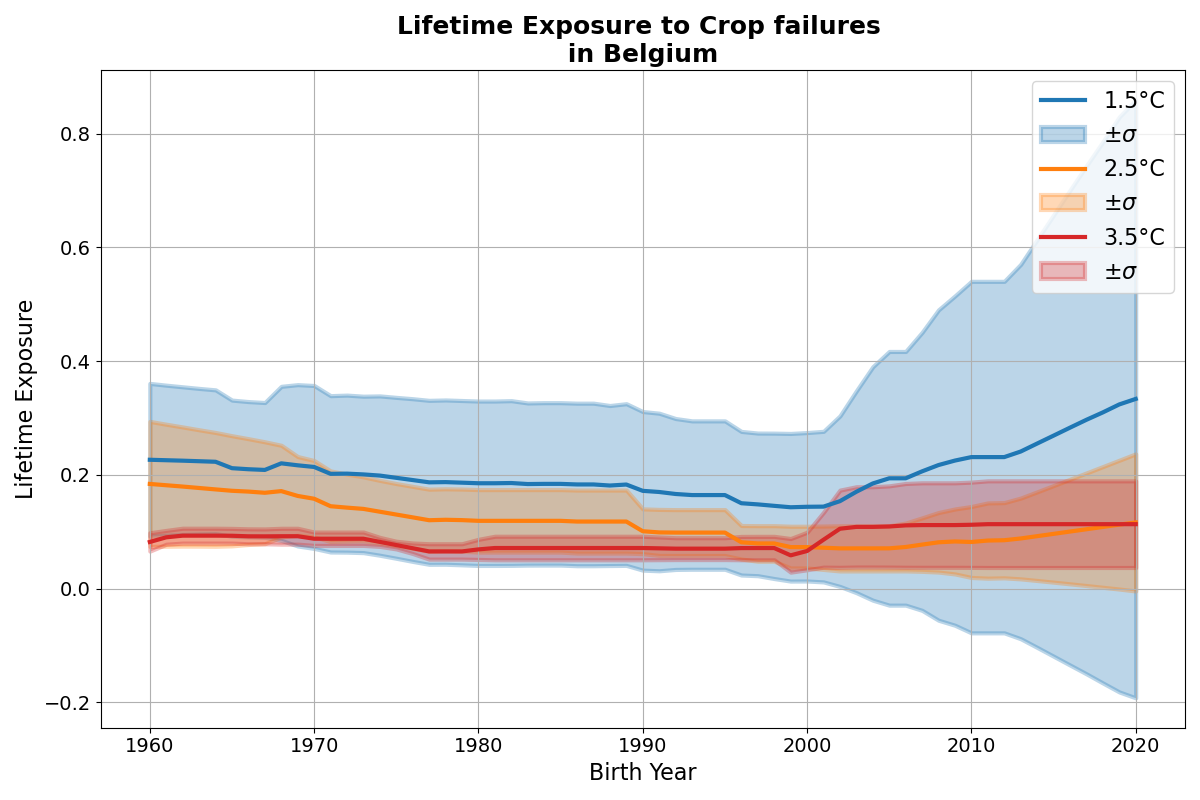 Lifetime Exposure to Crop failures
in Belgium
Lifetime Exposure
0.8
0.6
0.4
0.2
0.0
−0.2
1960
1970
1980
1990
2000
2010
2020
Birth Year
1.5°C
±σ
2.5°C
±σ
3.5°C
±σ